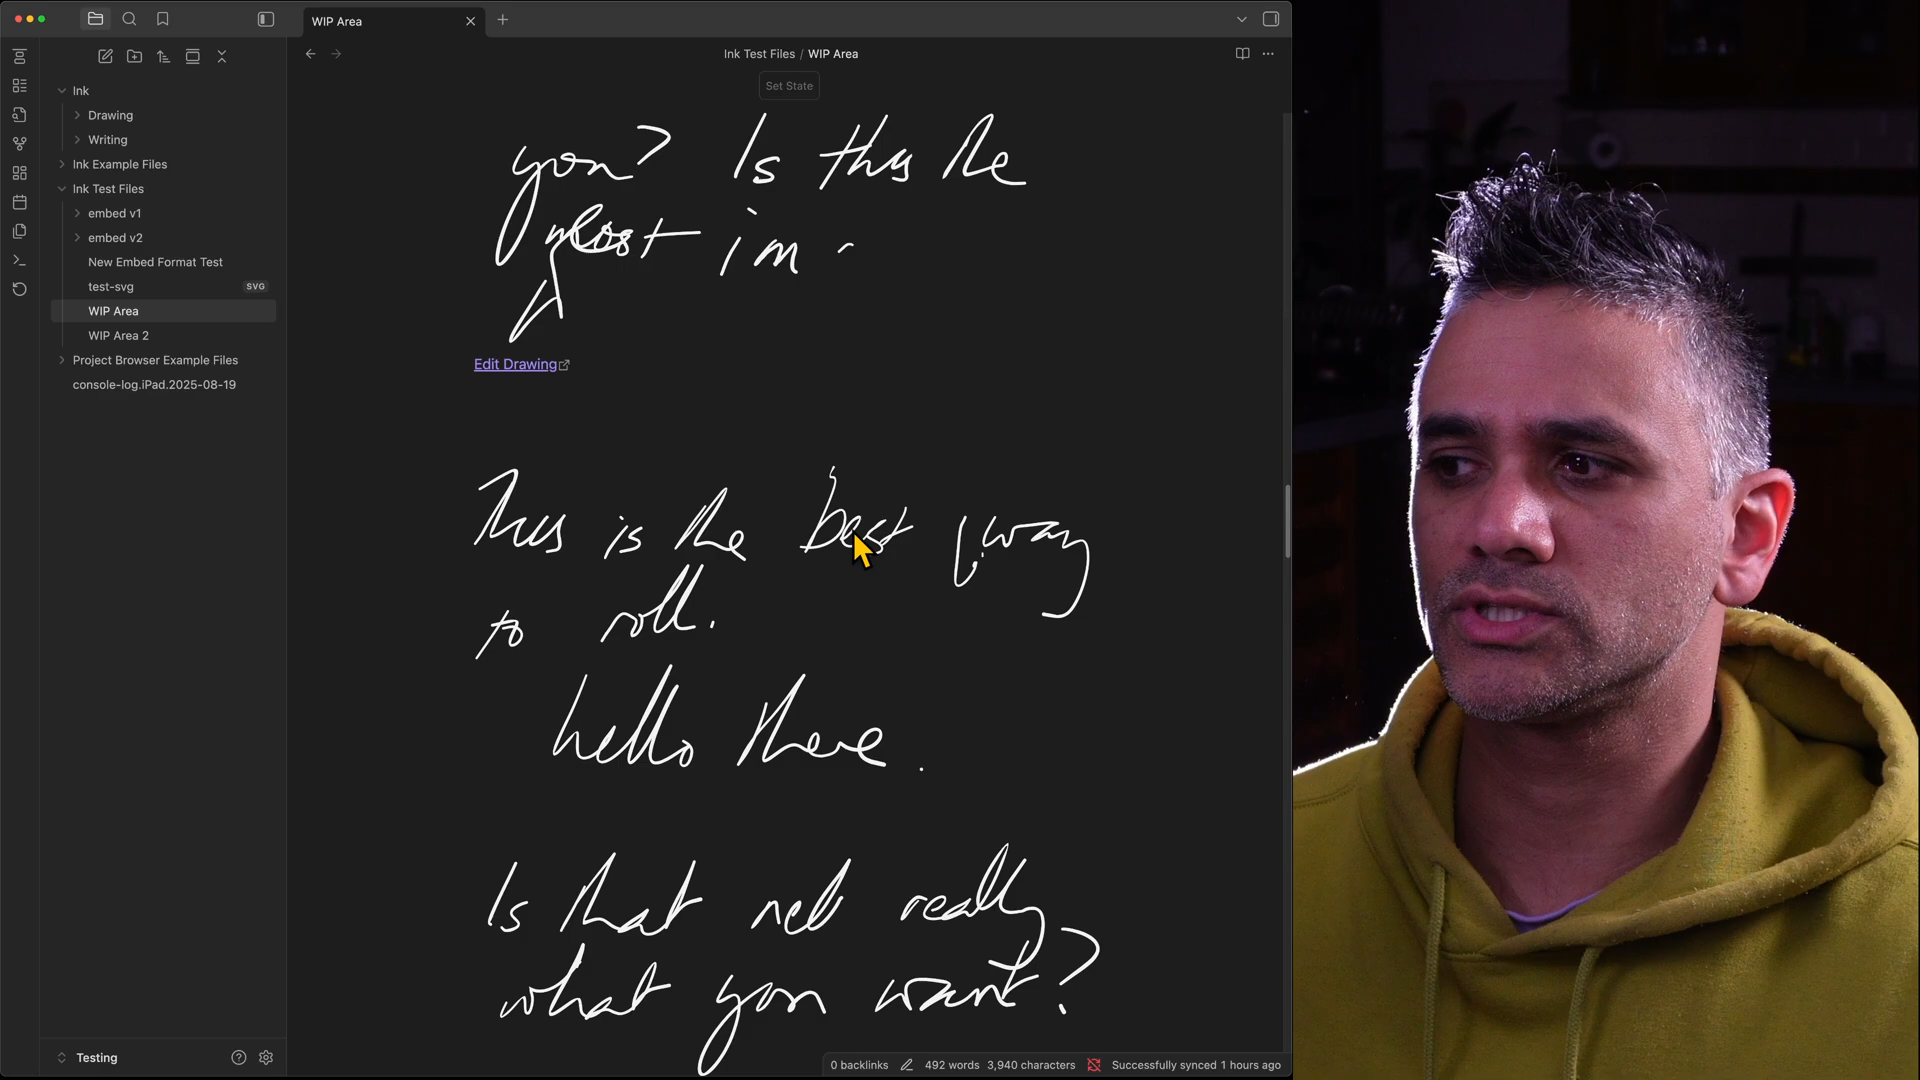 WIP Area
Ink Test Files / WIP Area
Set State
Ink
Drawing
Writing
Ink Example Files
Ink Test Files
embed v1
embed v2
New Embed Format Test
test-svg SVG
WIP Area
WIP Area 2
Project Browser Example Files
console-log.iPad.2025-08-19
you? Is this the
most im
Edit Drawing
This is the best way
to roll.
hello there.
Is that not really
what you want?
Testing
0 backlinks 492 words 3,940 characters Successfully synced 1 hours ago